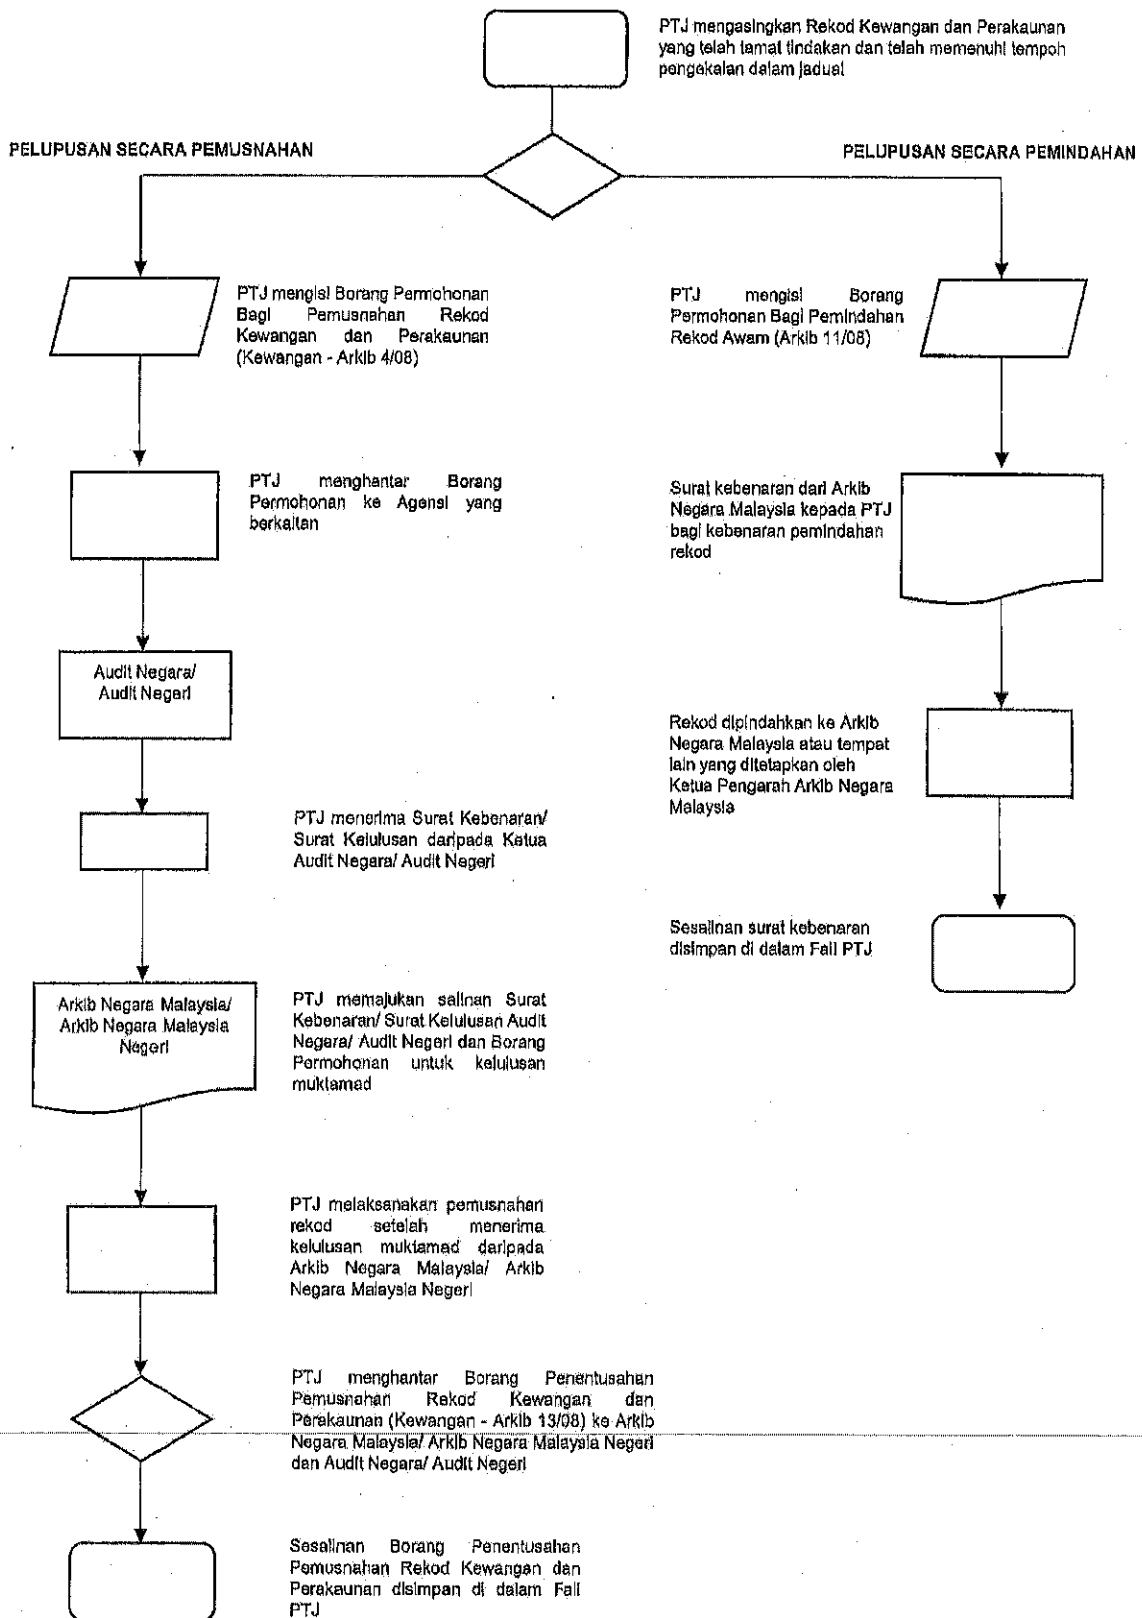 PTJ mengasingkan Rekod Kewangan dan Perakaunan
yang telah tamat tindakan dan telah memenuhi tempoh
pengekalan dalam jadual
PELUPUSAN SECARA PEMUSNAHAN
PELUPUSAN SECARA PEMINDAHAN
PTJ mengisi Borang Permohonan
Bagi Pemusnahan Rekod
Kewangan dan Perakaunan
(Kewangan - Arkib 4/08)
PTJ menghantar Borang
Permohonan ke Agensi yang
berkaitan
Audit Negara/
Audit Negeri
PTJ menerima Surat Kebenaran/
Surat Kelulusan daripada Ketua
Audit Negara/ Audit Negeri
Arkib Negara Malaysia/
Arkib Negara Malaysia
Negeri
PTJ memajukan salinan Surat
Kebenaran/ Surat Kelulusan Audit
Negara/ Audit Negeri dan Borang
Permohonan untuk kelulusan
muktamad
PTJ melaksanakan pemusnahan
rekod setelah menerima
kelulusan muktamad daripada
Arkib Negara Malaysia/ Arkib
Negara Malaysia Negeri
PTJ menghantar Borang Penentusahan
Pemusnahan Rekod Kewangan dan
Perakaunan (Kewangan - Arkib 13/08) ke Arkib
Negara Malaysia/ Arkib Negara Malaysia Negeri
dan Audit Negara/ Audit Negeri
Sesalinan Borang Penentusahan
Pemusnahan Rekod Kewangan dan
Perakaunan disimpan di dalam Fail
PTJ
PTJ mengisi Borang
Permohonan Bagi Pemindahan
Rekod Awam (Arkib 11/08)
Surat kebenaran dari Arkib
Negara Malaysia kepada PTJ
bagi kebenaran pemindahan
rekod
Rekod dipindahkan ke Arkib
Negara Malaysia atau tempat
lain yang ditetapkan oleh
Ketua Pengarah Arkib Negara
Malaysia
Sesalinan surat kebenaran
disimpan di dalam Fail PTJ